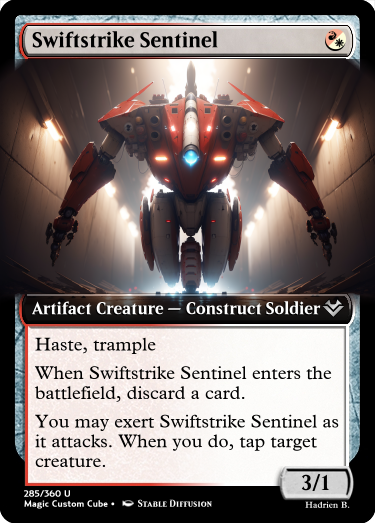 Swiftstrike Sentinel
Artifact Creature — Construct Soldier
Haste, trample
When Swiftstrike Sentinel enters the
battlefield, discard a card.
You may exert Swiftstrike Sentinel as
it attacks. When you do, tap target
creature.
3/1
285/360 U
Magic Custom Cube • Stable Diffusion
Hadrien B.